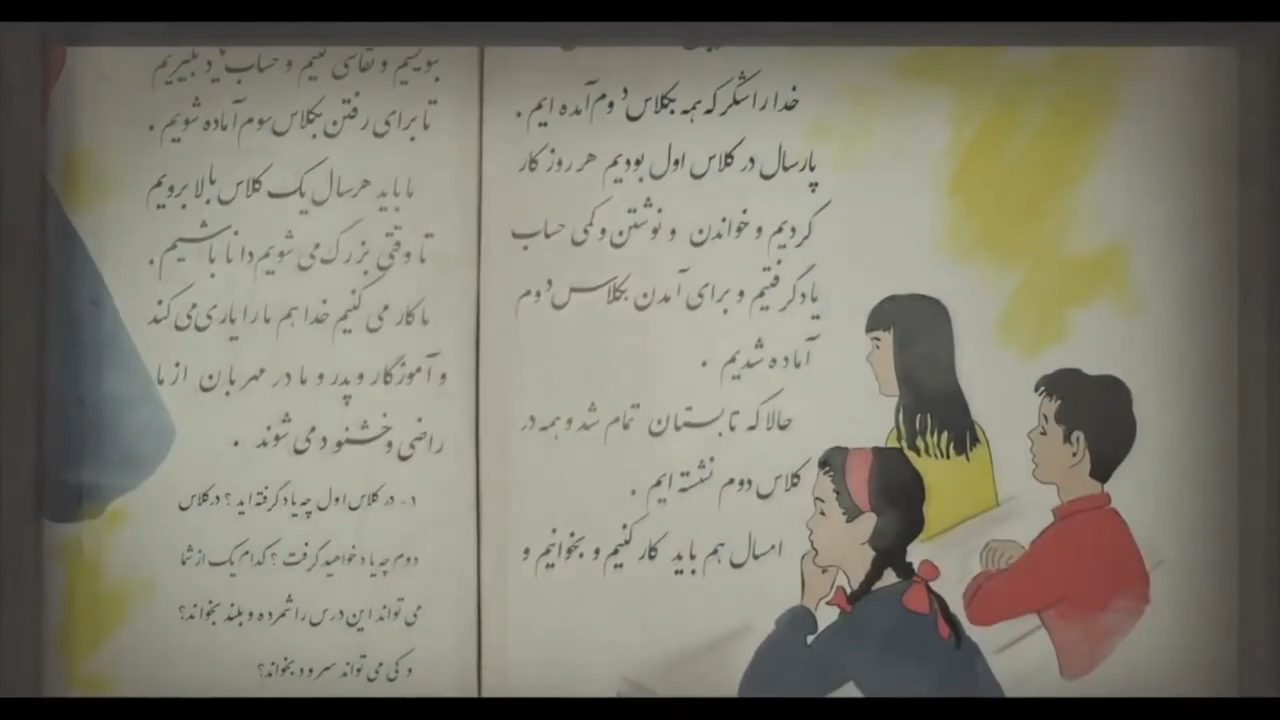 خدا را شکر که همه بکلاس دوم آمده ایم .
پارسال در کلاس اول بودیم هر روز کار
کردیم و خواندن و نوشتن و کمی حساب
یاد گرفتیم و برای آمدن بکلاس دوم
آماده شدیم .
حالا که تابستان تمام شد و همه در
کلاس دوم نشسته ایم .
امسال هم باید کار کنیم و بخوانیم و
بنویسیم و نقاشی کنیم و حساب یاد بگیریم
تا برای رفتن بکلاس سوم آماده شویم .
ما باید هر سال یک کلاس بالا برویم
تا وقتی بزرگ می شویم دانا باشیم .
ما کار می کنیم خدا هم ما را یاری می کند
و آموزگار و پدر و مادر مهربان از ما
راضی و خشنود می شوند .
د - در کلاس اول چه یاد گرفته اید ؟ در کلاس
دوم چه یاد خواهید گرفت ؟ کدام یک از شما
می تواند این درس را شمرده و بلند بخواند؟
و کی می تواند سرود بخواند؟